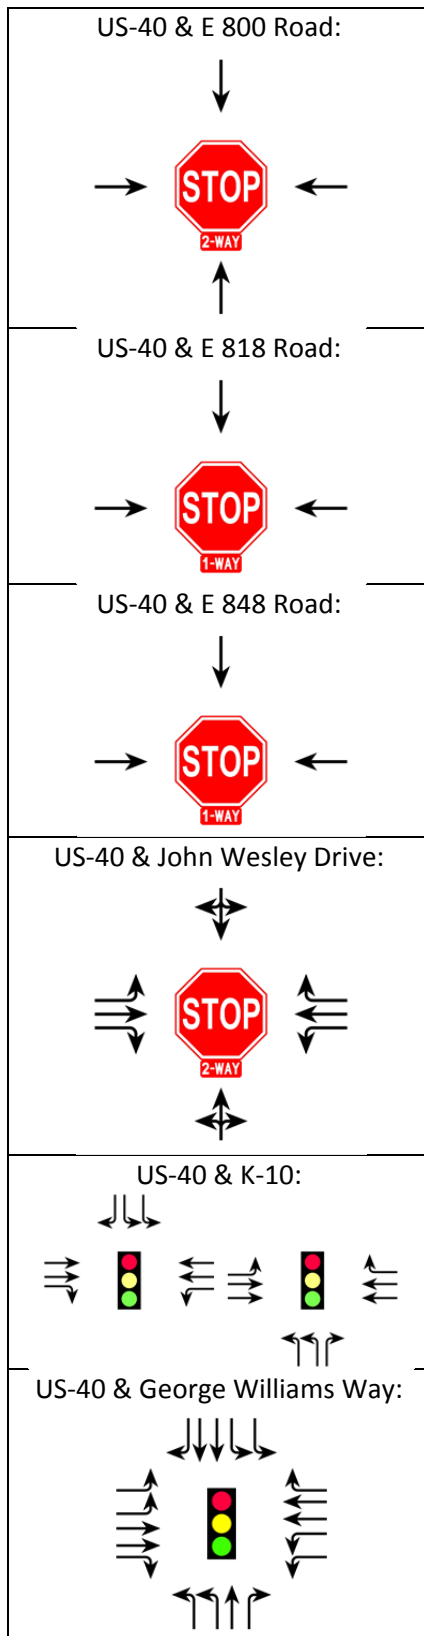 US-40 & E 800 Road:
STOP
2-WAY
US-40 & E 818 Road:
STOP
1-WAY
US-40 & E 848 Road:
STOP
1-WAY
US-40 & John Wesley Drive:
STOP
2-WAY
US-40 & K-10:
US-40 & George Williams Way: